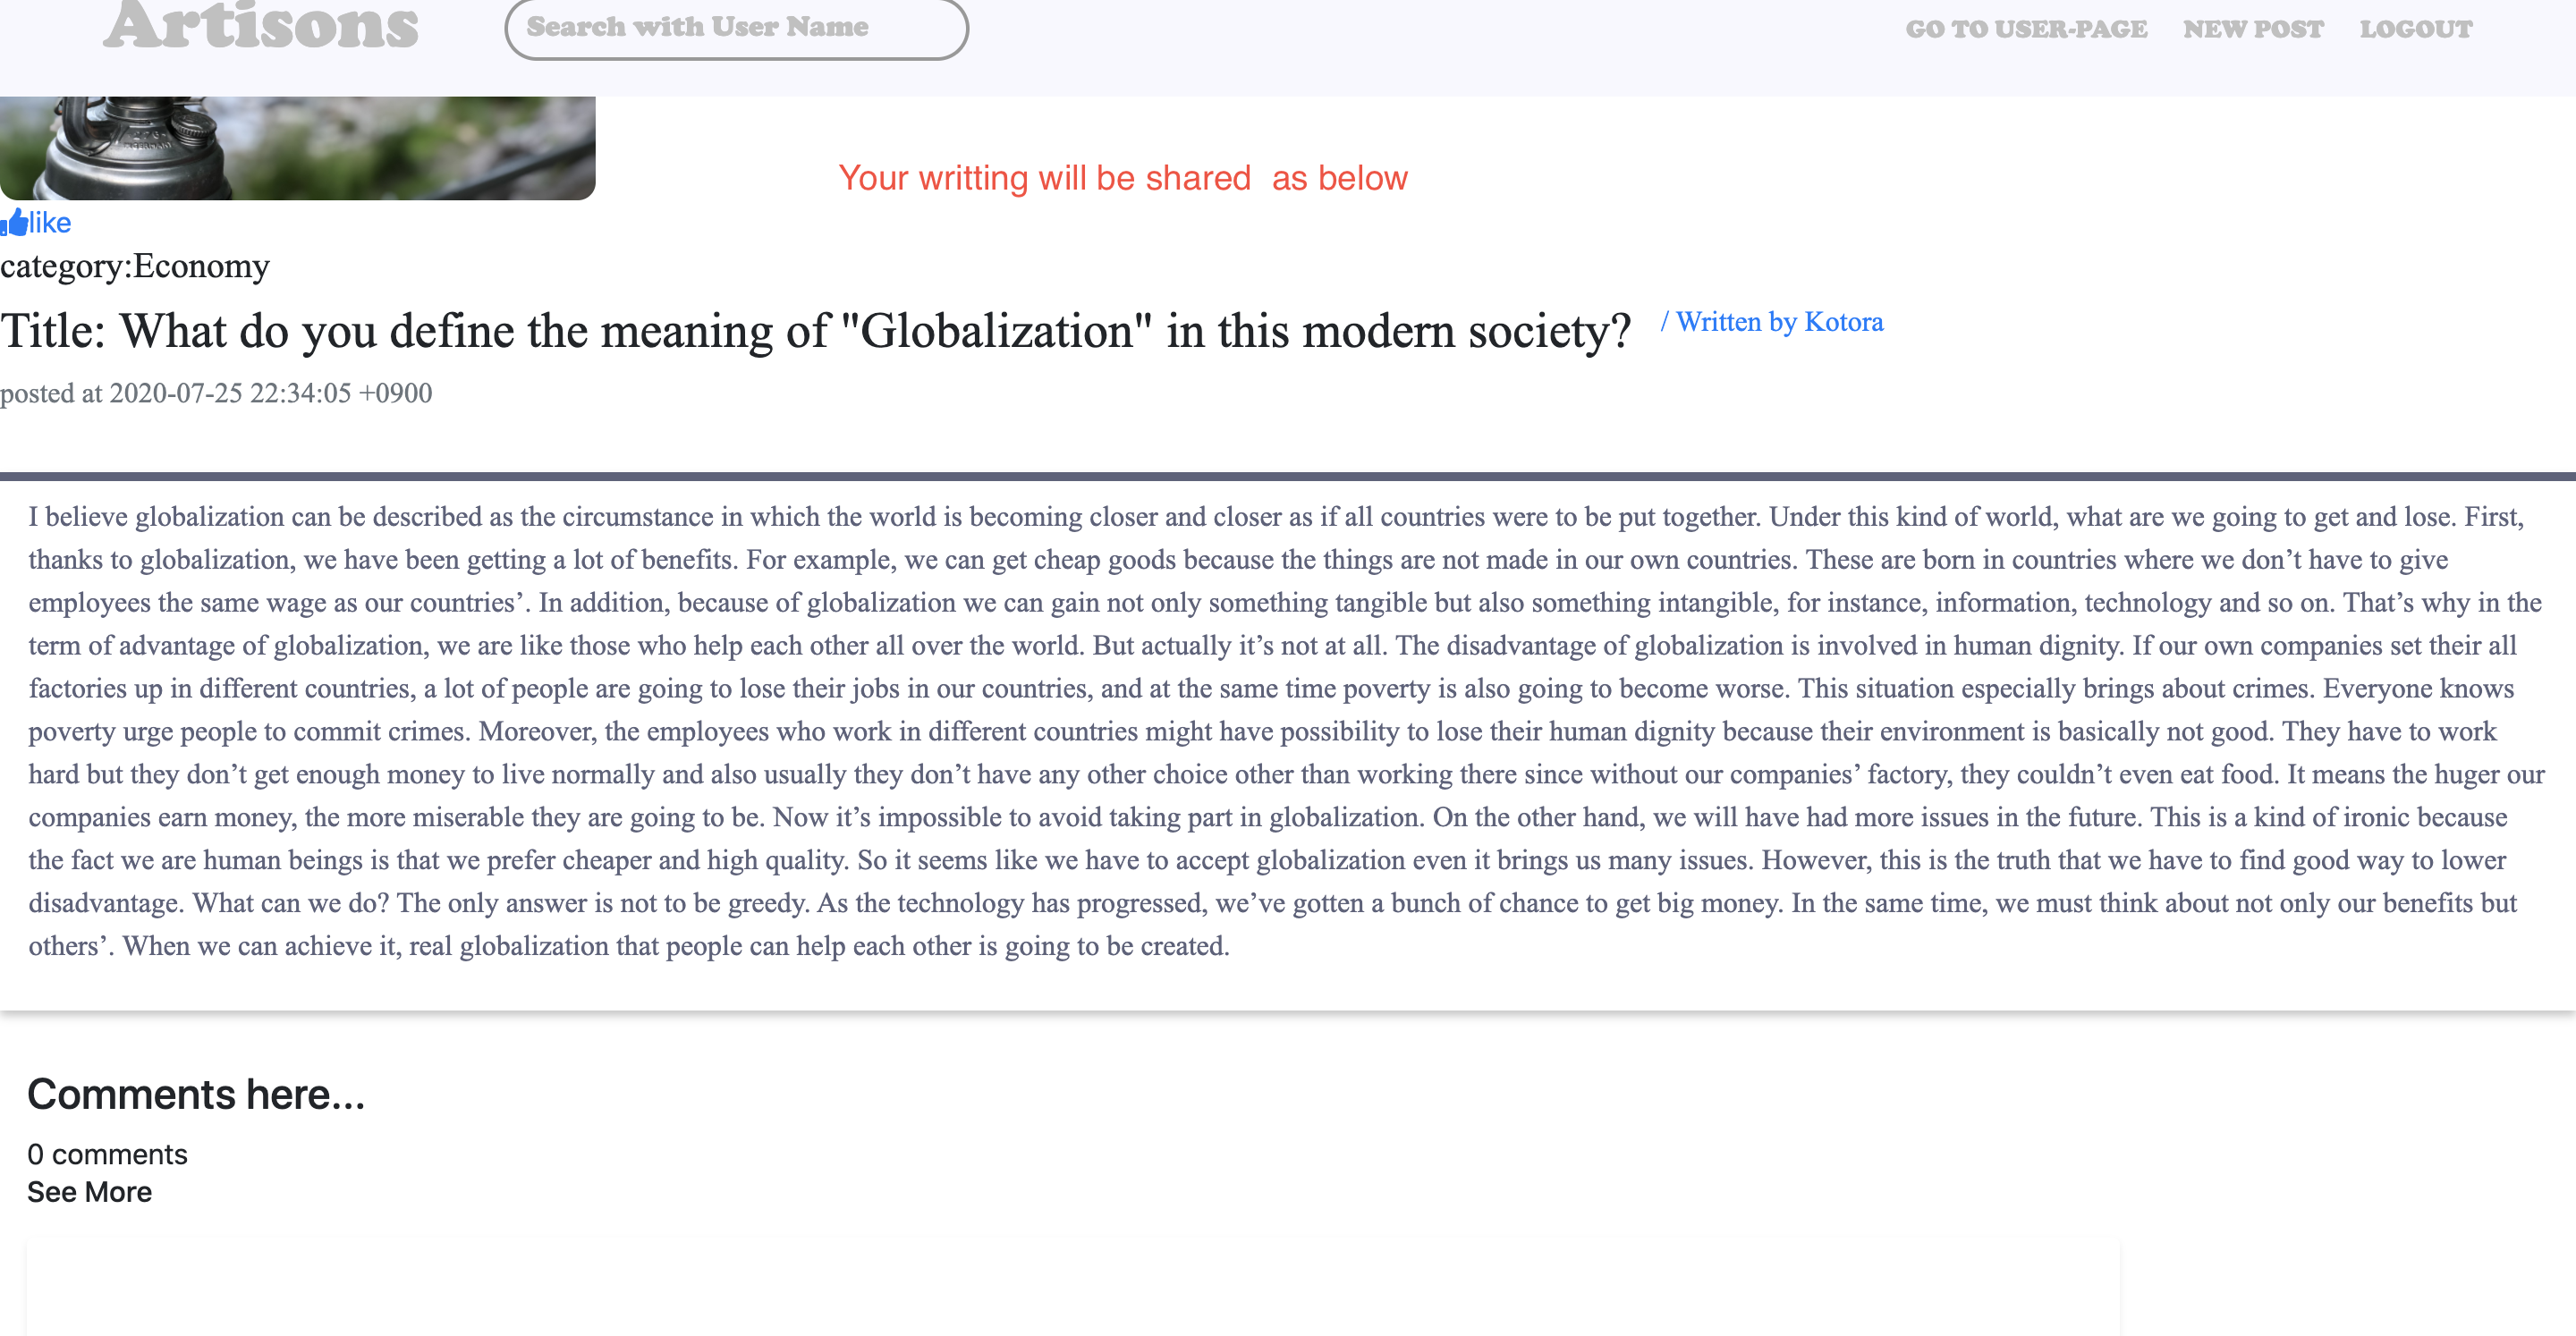 Artisons
Search with User Name
GO TO USER-PAGE
NEW POST
LOGOUT
Your writting will be shared as below
like
category:Economy
Title: What do you define the meaning of "Globalization" in this modern society?
/ Written by Kotora
posted at 2020-07-25 22:34:05 +0900
I believe globalization can be described as the circumstance in which the world is becoming closer and closer as if all countries were to be put together. Under this kind of world, what are we going to get and lose. First,
thanks to globalization, we have been getting a lot of benefits. For example, we can get cheap goods because the things are not made in our own countries. These are born in countries where we don’t have to give
employees the same wage as our countries’. In addition, because of globalization we can gain not only something tangible but also something intangible, for instance, information, technology and so on. That’s why in the
term of advantage of globalization, we are like those who help each other all over the world. But actually it’s not at all. The disadvantage of globalization is involved in human dignity. If our own companies set their all
factories up in different countries, a lot of people are going to lose their jobs in our countries, and at the same time poverty is also going to become worse. This situation especially brings about crimes. Everyone knows
poverty urge people to commit crimes. Moreover, the employees who work in different countries might have possibility to lose their human dignity because their environment is basically not good. They have to work
hard but they don’t get enough money to live normally and also usually they don’t have any other choice other than working there since without our companies’ factory, they couldn’t even eat food. It means the huger our
companies earn money, the more miserable they are going to be. Now it’s impossible to avoid taking part in globalization. On the other hand, we will have had more issues in the future. This is a kind of ironic because
the fact we are human beings is that we prefer cheaper and high quality. So it seems like we have to accept globalization even it brings us many issues. However, this is the truth that we have to find good way to lower
disadvantage. What can we do? The only answer is not to be greedy. As the technology has progressed, we’ve gotten a bunch of chance to get big money. In the same time, we must think about not only our benefits but
others’. When we can achieve it, real globalization that people can help each other is going to be created.
Comments here...
0 comments
See More